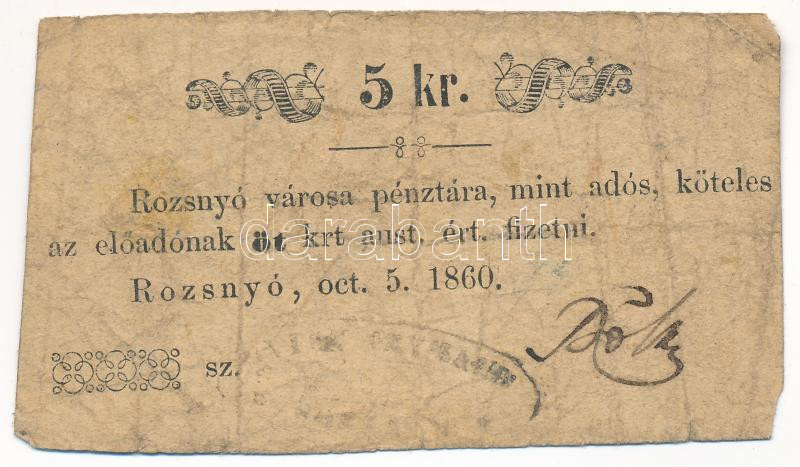 5 kr.
Rozsnyó városa pénztára, mint adós, köteles
az előadónak öt krt aust. ért. fizetni.
Rozsnyó, oct. 5. 1860.
sz.
darabanth